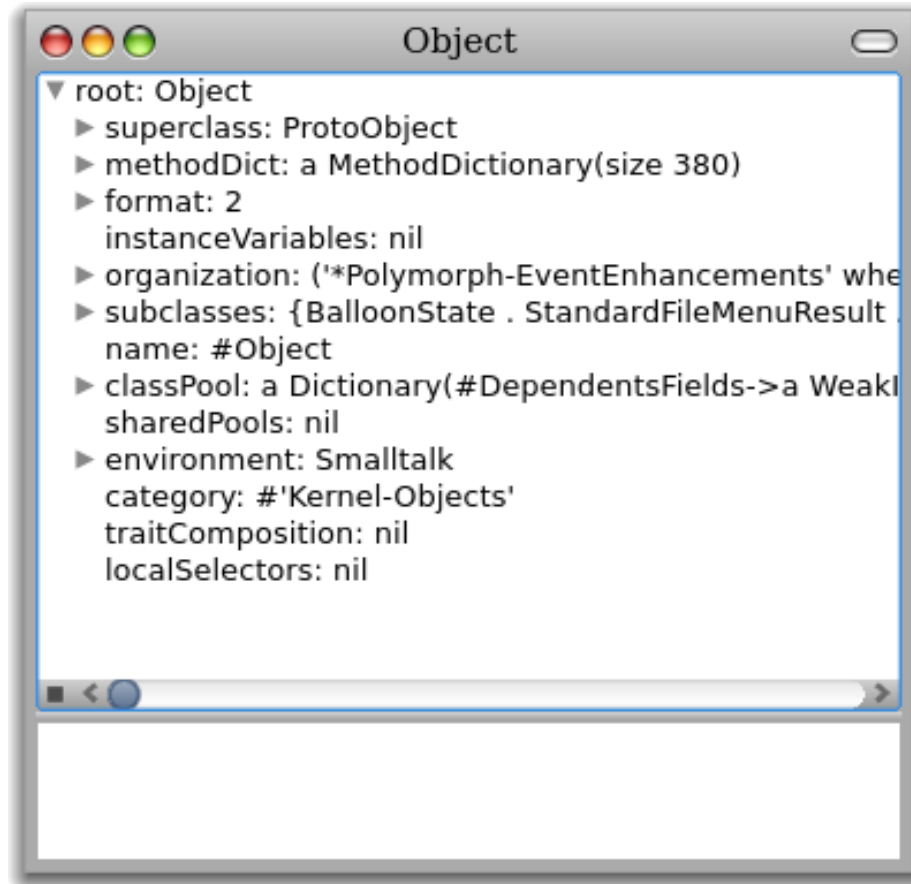 Object
root: Object
superclass: ProtoObject
methodDict: a MethodDictionary(size 380)
format: 2
instanceVariables: nil
organization: ('*Polymorph-EventEnhancements' whe
subclasses: {BalloonState . StandardFileMenuResult .
name: #Object
classPool: a Dictionary(#DependentsFields->a WeakI
sharedPools: nil
environment: Smalltalk
category: #'Kernel-Objects'
traitComposition: nil
localSelectors: nil